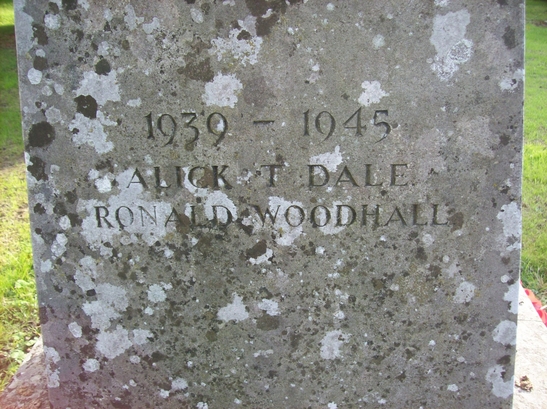 1939 - 1945
ALICK T DALE
RONALD WOODHALL